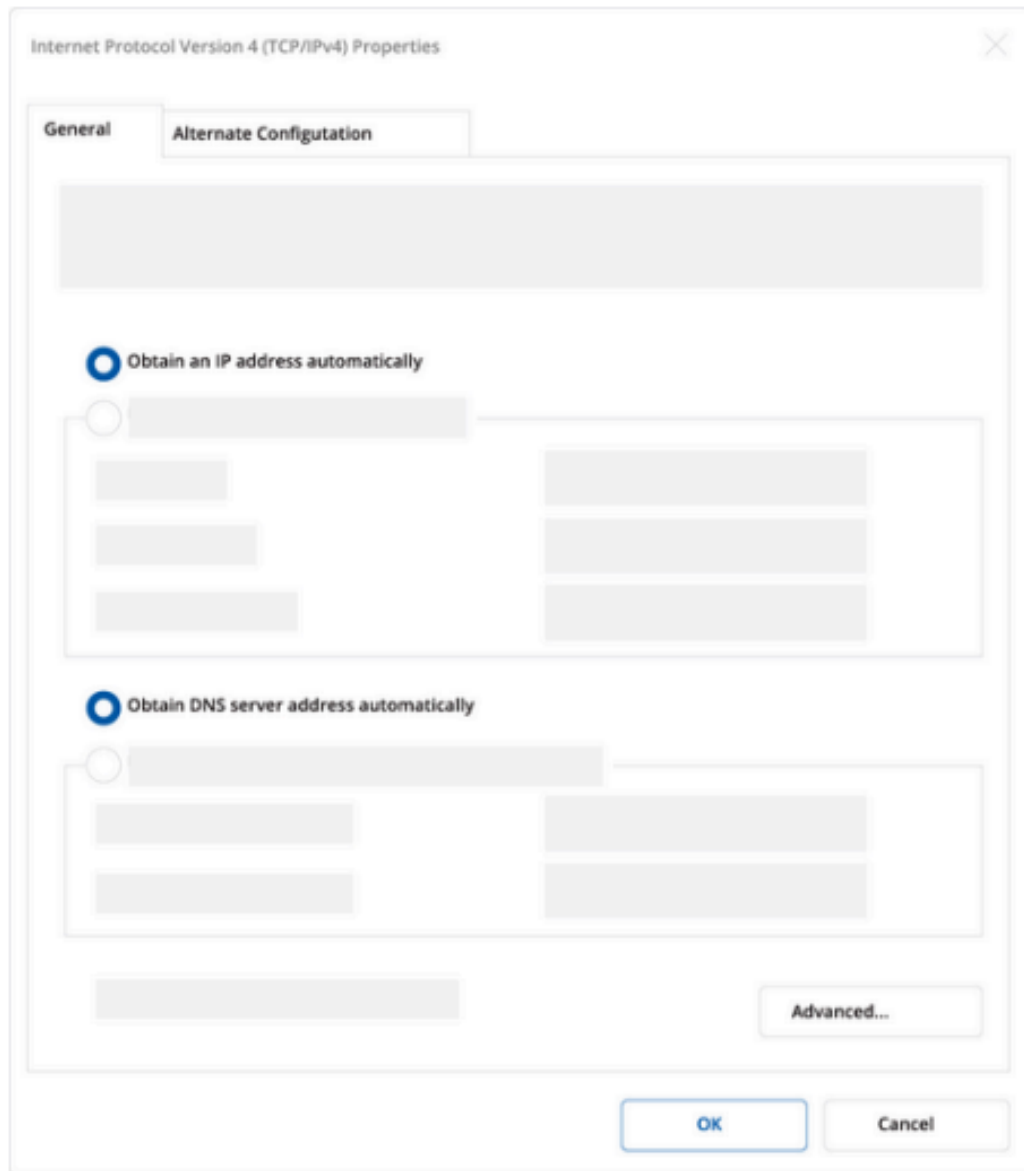 Internet Protocol Version 4 (TCP/IPv4) Properties
General
Alternate Configutation
Obtain an IP address automatically
Obtain DNS server address automatically
Advanced...
OK
Cancel